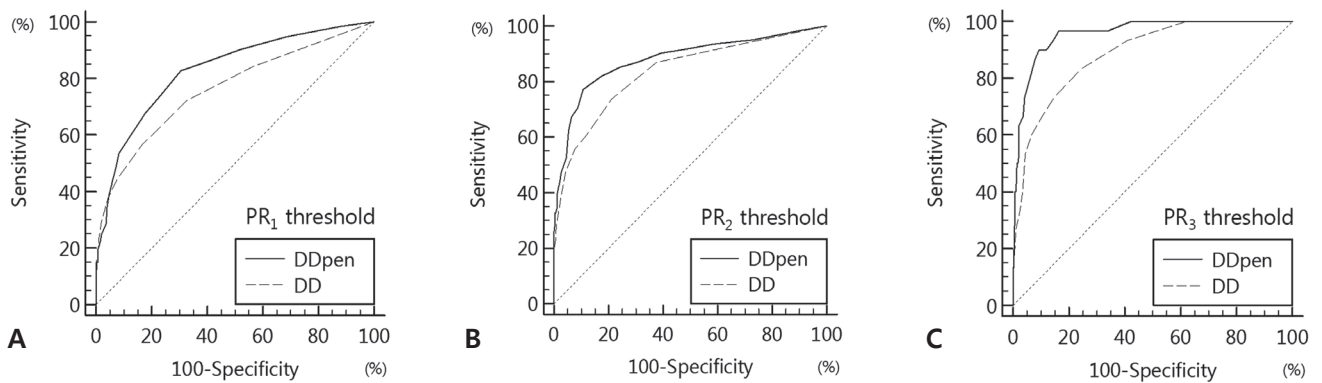 (%)
100
80
60
40
20
0
Sensitivity
PR1 threshold
DDpen
DD
0 20 40 60 80 100
100-Specificity (%)
A
(%)
100
80
60
40
20
0
Sensitivity
PR2 threshold
DDpen
DD
0 20 40 60 80 100
100-Specificity (%)
B
(%)
100
80
60
40
20
0
Sensitivity
PR3 threshold
DDpen
DD
0 20 40 60 80 100
100-Specificity (%)
C